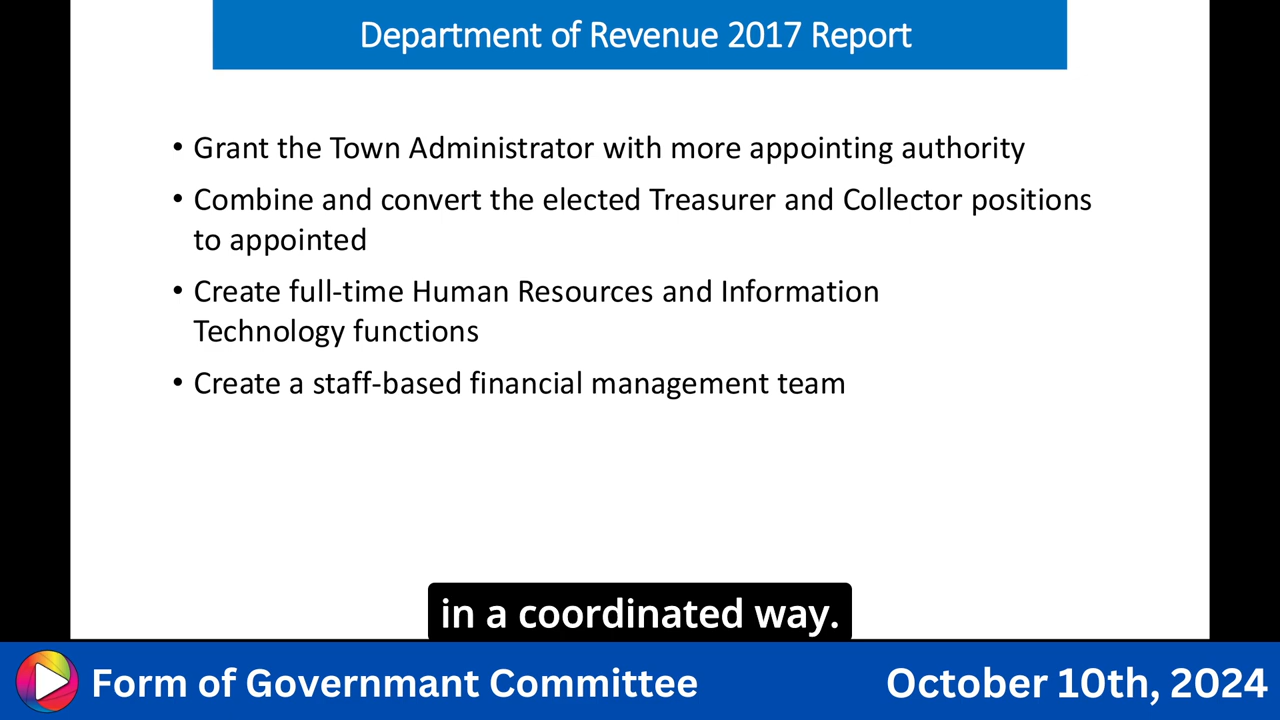 Department of Revenue 2017 Report
• Grant the Town Administrator with more appointing authority
• Combine and convert the elected Treasurer and Collector positions
to appointed
• Create full-time Human Resources and Information
Technology functions
• Create a staff-based financial management team
in a coordinated way.
Form of Governmant Committee
October 10th, 2024